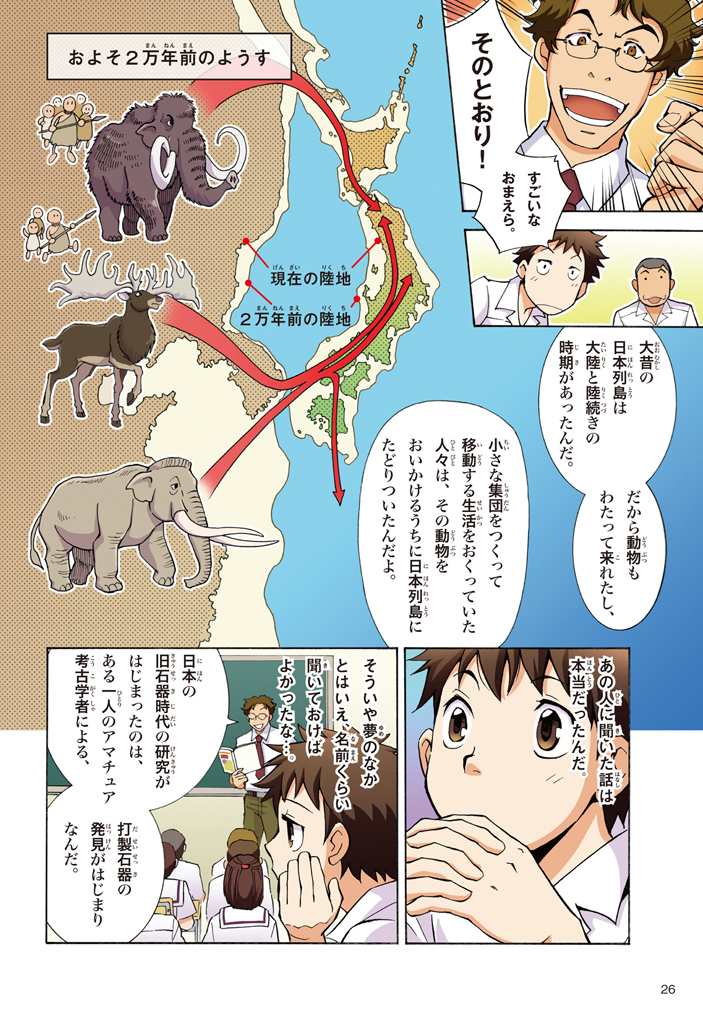 そのとおり！
すごいな
おまえら。
およそ２万年前のようす
現在の陸地
２万年前の陸地
大昔の
日本列島は
大陸と陸続きの
時期があったんだ。
だから動物も
わたって来れたし、
小さな集団をつくって
移動する生活をおくっていた
人々は、その動物を
おいかけるうちに日本列島に
たどりついたんだよ。
あの人に聞いた話は
本当だったんだ。
そういや夢のなか
とはいえ、名前くらい
聞いておけば
よかったな…。
日本の
旧石器時代の研究が
はじまったのは、
ある一人のアマチュア
考古学者による、
打製石器の
発見がはじまり
なんだ。
26